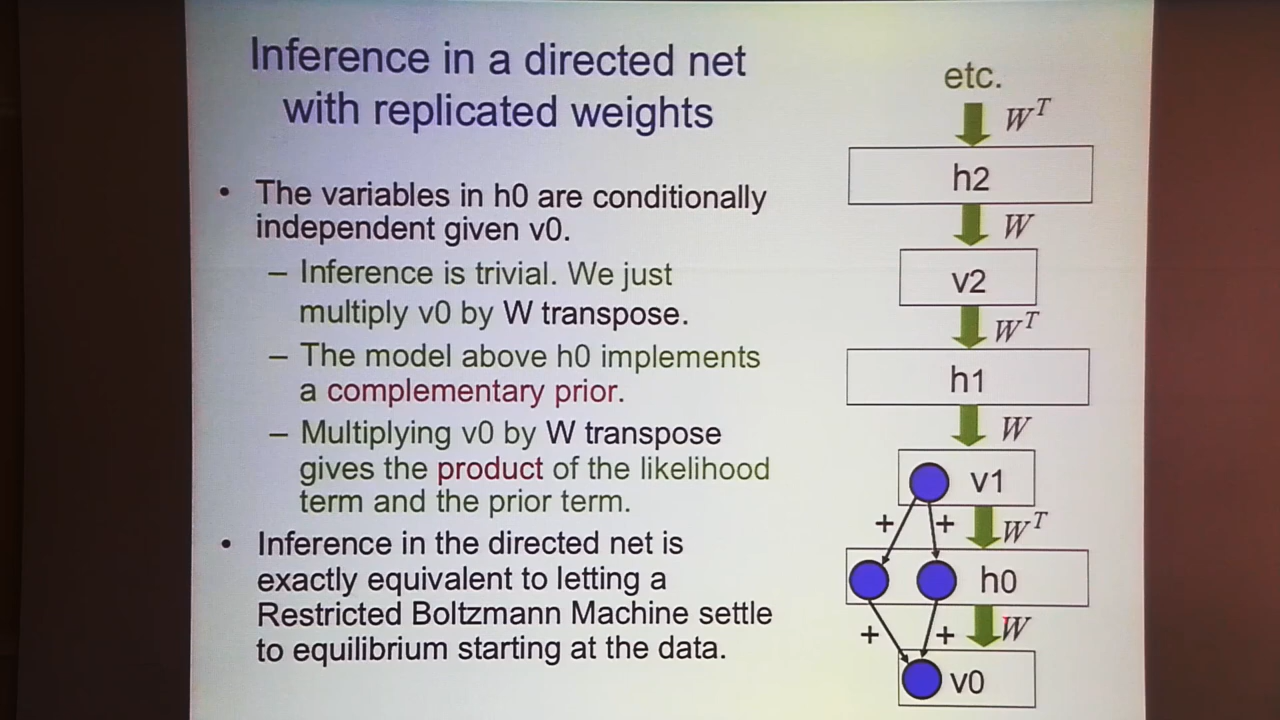 Inference in a directed net
with replicated weights
• The variables in h0 are conditionally
independent given v0.
– Inference is trivial. We just
multiply v0 by W transpose.
– The model above h0 implements
a complementary prior.
– Multiplying v0 by W transpose
gives the product of the likelihood
term and the prior term.
• Inference in the directed net is
exactly equivalent to letting a
Restricted Boltzmann Machine settle
to equilibrium starting at the data.
etc.
W^T
h2
W
v2
W^T
h1
W
v1
+ + W^T
h0
+ + W
v0